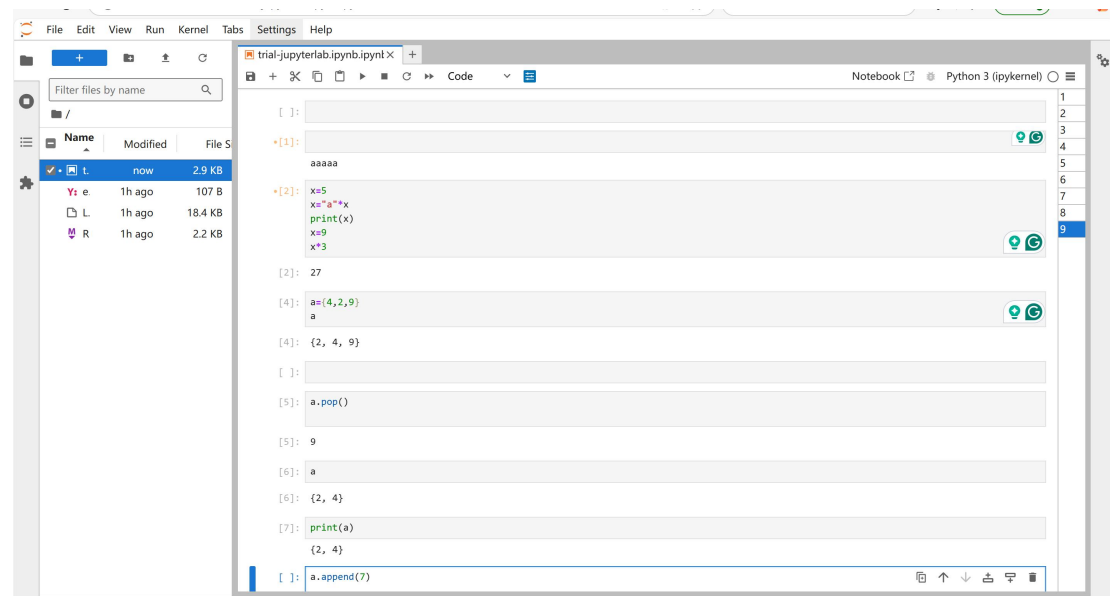 File Edit View Run Kernel Tabs Settings Help
trial-jupyterlab.ipynb.ipynb
Code
Notebook
Python 3 (ipykernel)
Filter files by name
/
Name Modified File S
t. now 2.9 KB
Y: e. 1h ago 107 B
L. 1h ago 18.4 KB
M R 1h ago 2.2 KB
[ ]:
[1]:
aaaaa
[2]: x=5
x="a"*x
print(x)
x=9
x*3
[2]: 27
[4]: a={4,2,9}
a
[4]: {2, 4, 9}
[ ]:
[5]: a.pop()
[5]: 9
[6]: a
[6]: {2, 4}
[7]: print(a)
{2, 4}
[ ]: a.append(7)
1
2
3
4
5
6
7
8
9